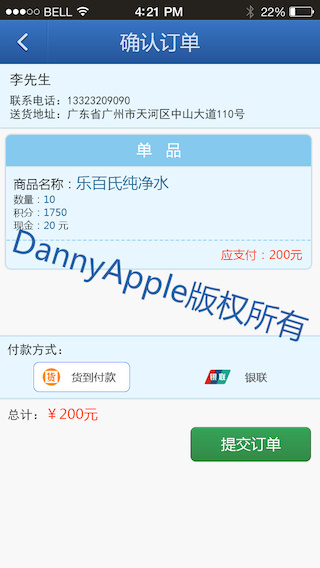 BELL 4:21 PM 22%
确认订单
李先生
联系电话：13323209090
送货地址：广东省广州市天河区中山大道110号
单 品
商品名称：乐百氏纯净水
数量：10
积分：1750
现金：20 元
应支付：200元
DannyApple版权所有
付款方式：
货 货到付款 银联 银联
总计：￥200元
提交订单